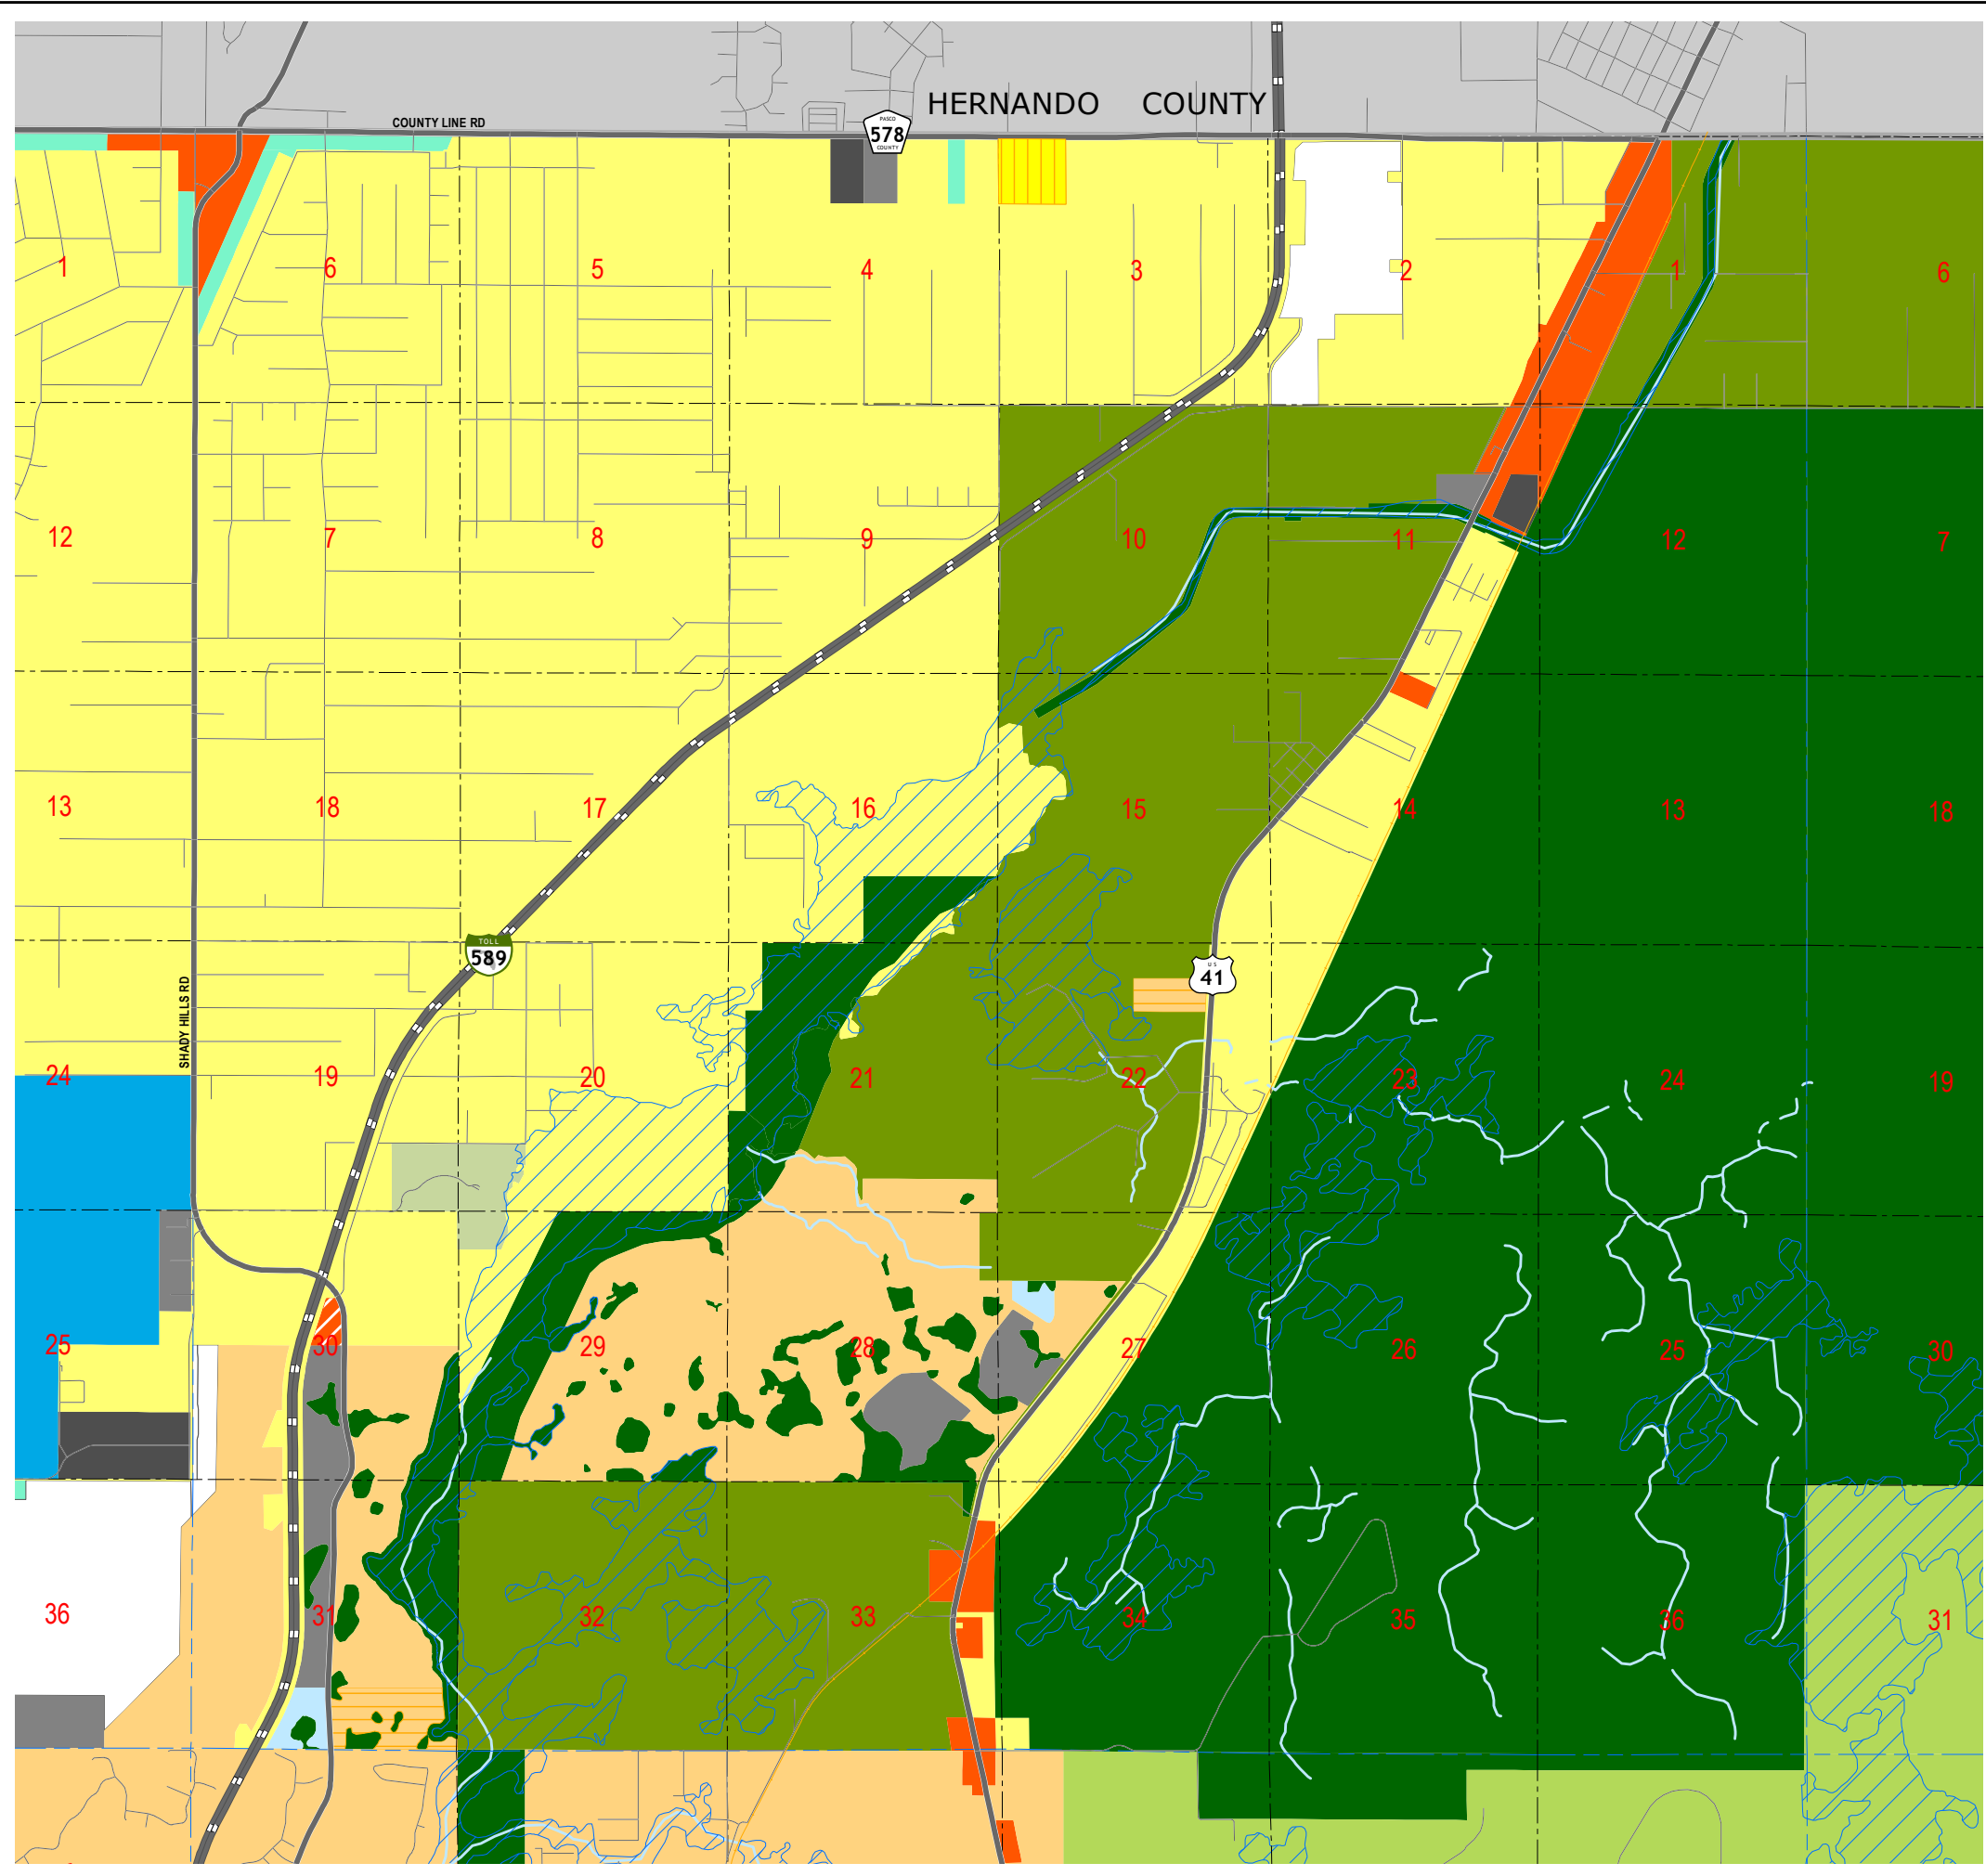 HERNANDO COUNTY
COUNTY LINE RD
PASCO
578
COUNTY
1 6 5 4 3 2 1 6
12 7 8 9 10 11 12 7
13 18 17 16 15 14 13 18
TOLL
589
U S
41
SHADY HILLS RD
24 19 20 21 22 23 24 19
25 30 29 28 27 26 25 30
36 31 32 33 34 35 36 31